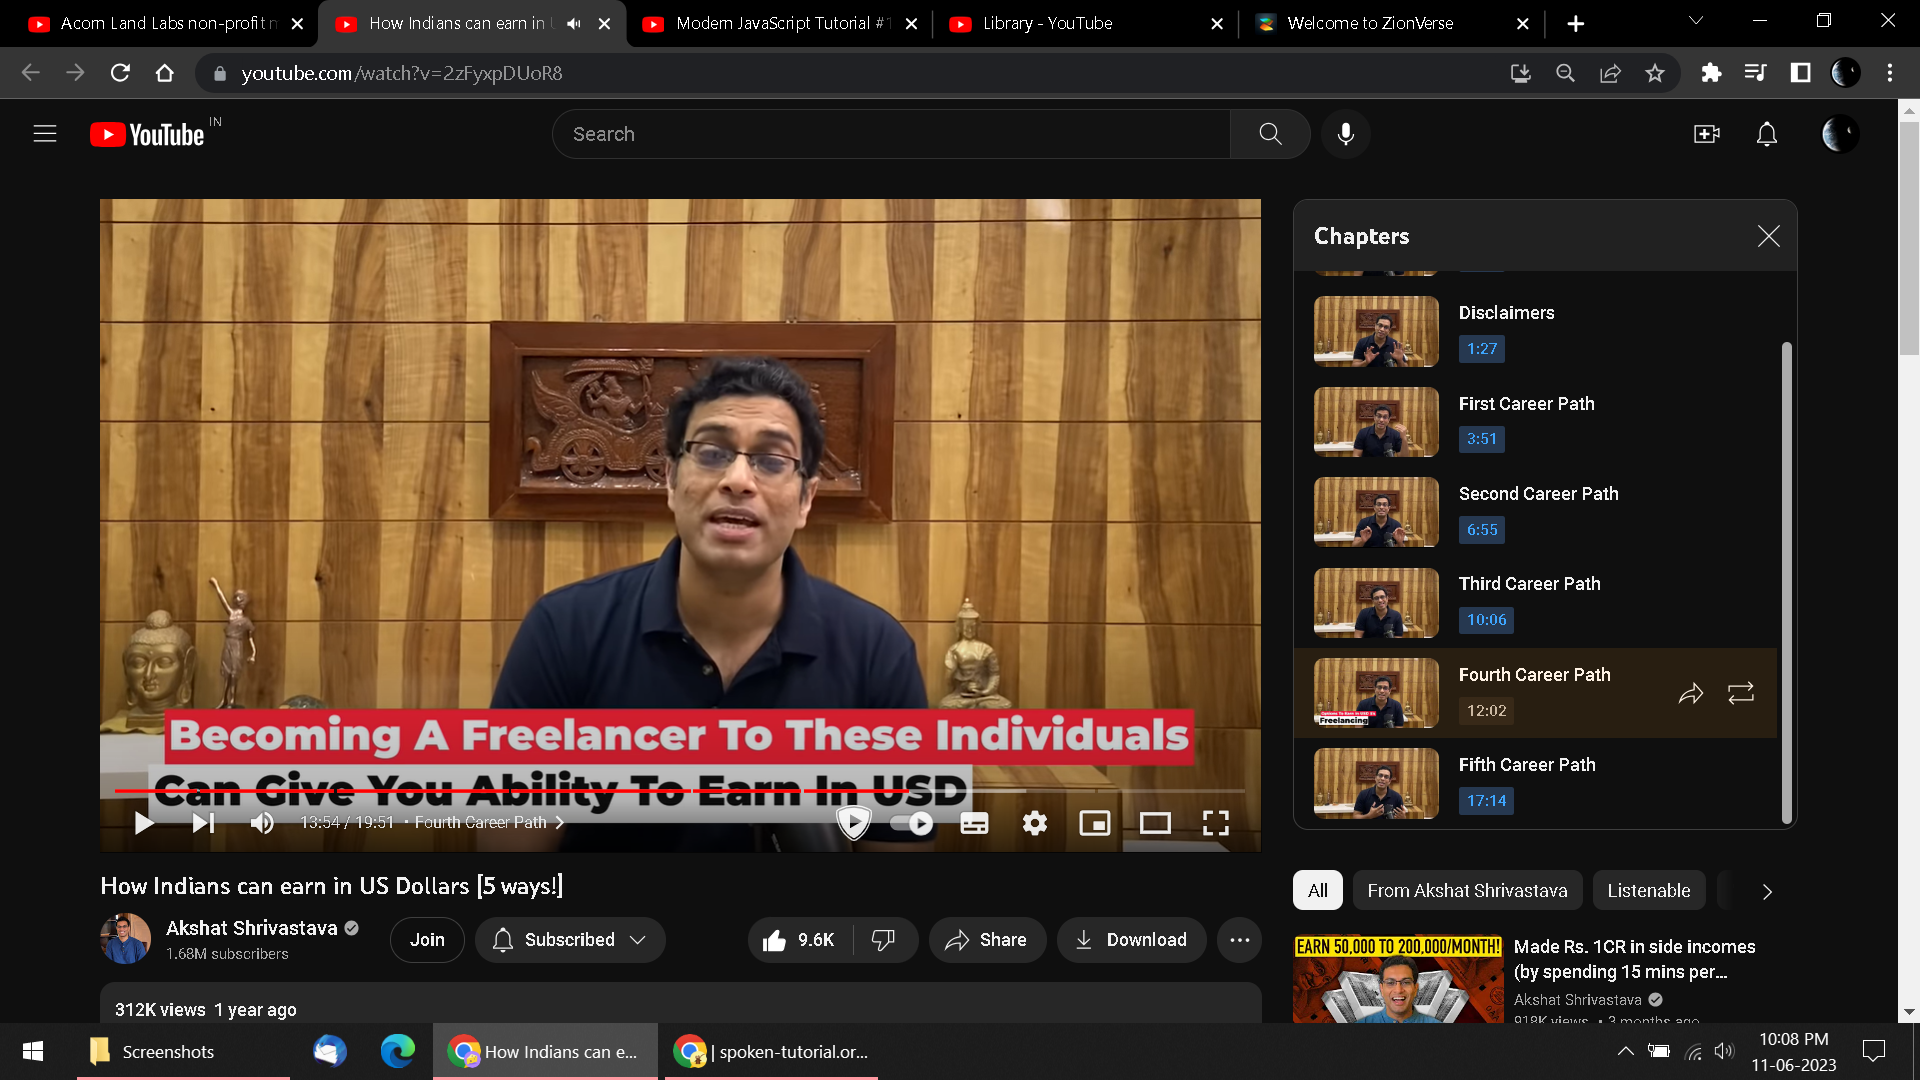 Acorn Land Labs non-profit
How Indians can earn in
Modern JavaScript Tutorial #1
Library - YouTube
Welcome to ZionVerse
youtube.com/watch?v=2zFyxpDUoR8
YouTube IN
Search
Becoming A Freelancer To These Individuals
Can Give You Ability To Earn In USD
13:54 / 19:51 • Fourth Career Path
Chapters
Disclaimers
1:27
First Career Path
3:51
Second Career Path
6:55
Third Career Path
10:06
Fourth Career Path
12:02
Freelancing
Fifth Career Path
17:14
How Indians can earn in US Dollars [5 ways!]
Akshat Shrivastava
1.68M subscribers
Join
Subscribed
9.6K
Share
Download
312K views 1 year ago
All
From Akshat Shrivastava
Listenable
EARN 50,000 TO 200,000/MONTH!
Made Rs. 1CR in side incomes
(by spending 15 mins per...
Akshat Shrivastava
918K views • 3 months ago
Screenshots
How Indians can e...
| spoken-tutorial.or...
10:08 PM
11-06-2023